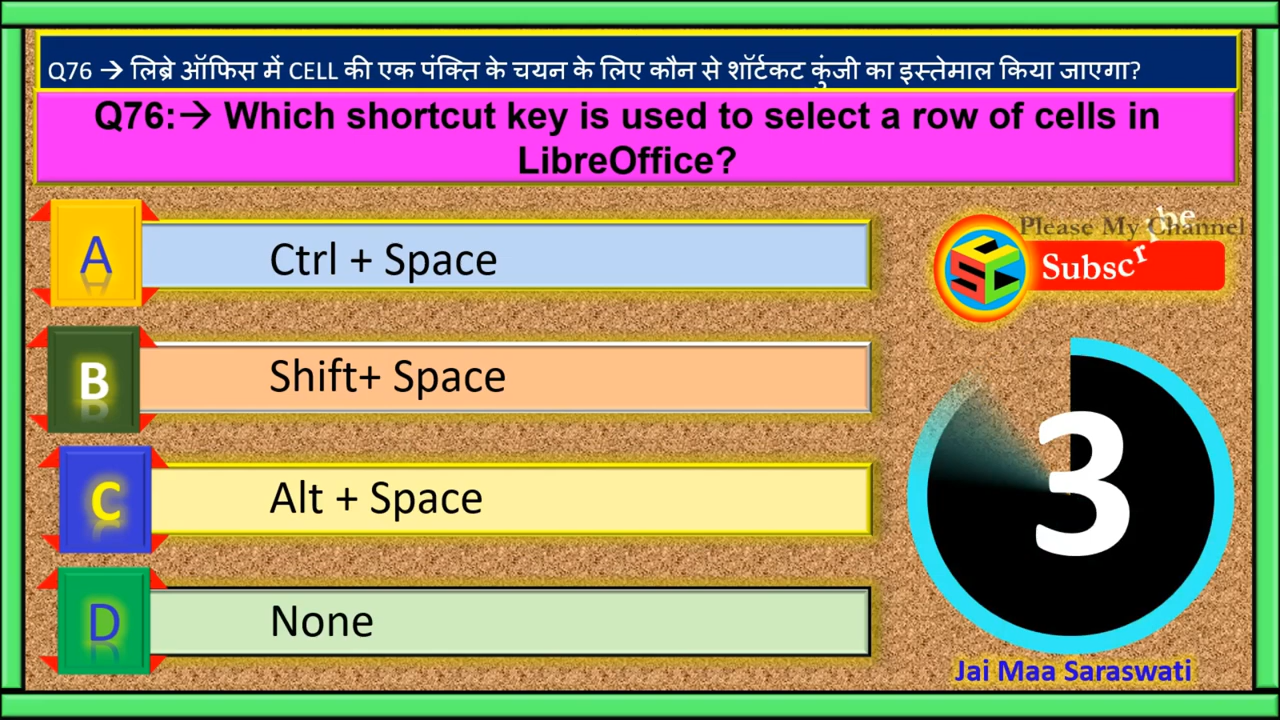 Q76 → लिब्रे ऑफिस में CELL की एक पंक्ति के चयन के लिए कौन से शॉर्टकट कुंजी का इस्तेमाल किया जाएगा?
Q76:→ Which shortcut key is used to select a row of cells in
LibreOffice?
A
Ctrl + Space
Please My Channel
Subscribe
B
Shift+ Space
3
C
Alt + Space
D
None
Jai Maa Saraswati